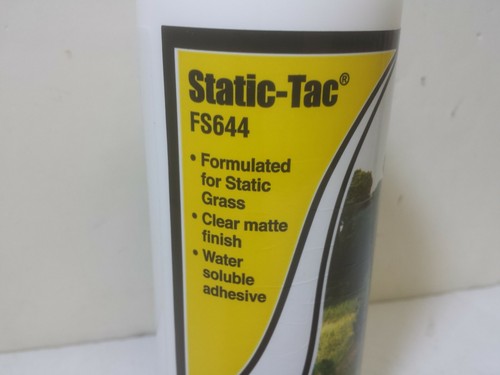 Static-Tac®
FS644
• Formulated
for Static
Grass
• Clear matte
finish
• Water
soluble
adhesive